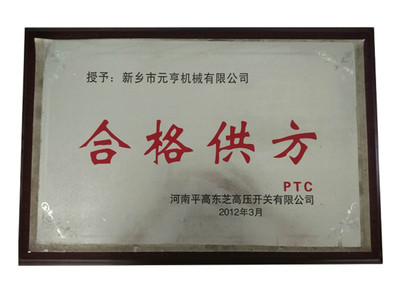 授予：新乡市元亨机械有限公司
合格供方
PTC
河南平高东芝高压开关有限公司
2012年3月